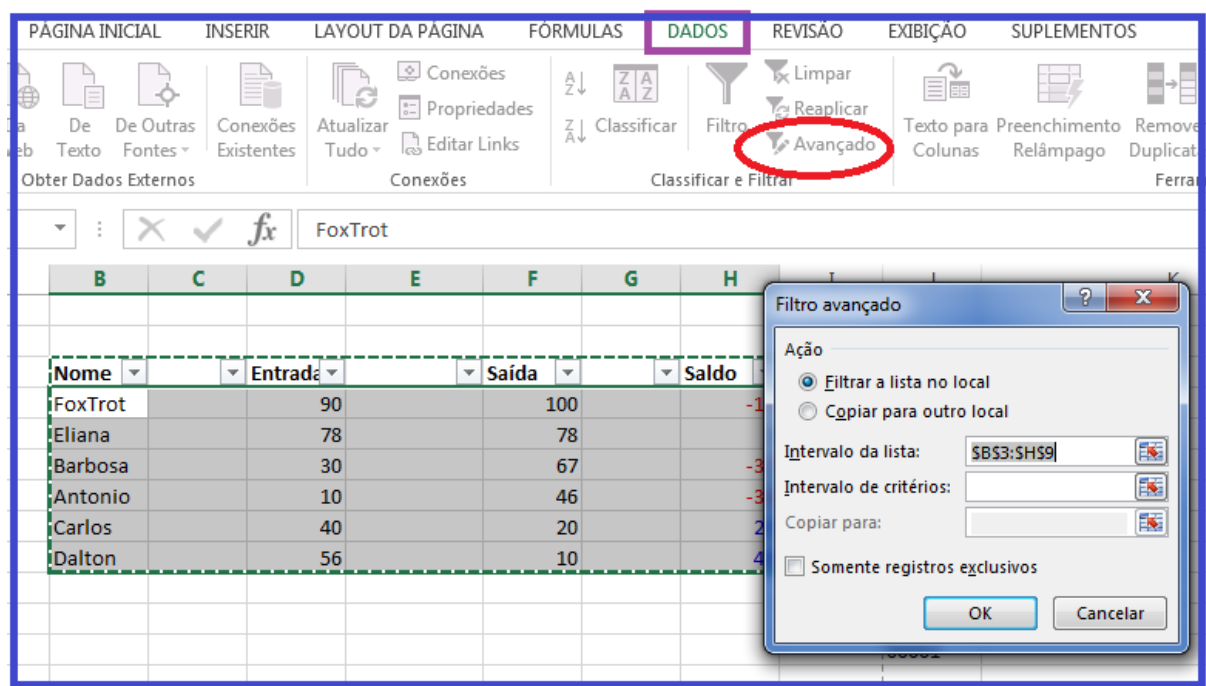 PÁGINA INICIAL INSERIR LAYOUT DA PÁGINA FÓRMULAS DADOS REVISÃO EXIBIÇÃO SUPLEMENTOS
De Texto
De Outras Fontes
Conexões Existentes
Atualizar Tudo
Conexões
Propriedades
Editar Links
Classificar
Filtro
Limpar
Reaplicar
Avançado
Texto para Colunas
Preenchimento Relâmpago
Obter Dados Externos Conexões Classificar e Filtrar
fx FoxTrot
B C D E F G H
Nome Entrada Saída Saldo
FoxTrot 90 100
Eliana 78 78
Barbosa 30 67
Antonio 10 46
Carlos 40 20
Dalton 56 10
Filtro avançado
Ação
Filtrar a lista no local
Copiar para outro local
Intervalo da lista: $B$3:$H$9
Intervalo de critérios:
Copiar para:
Somente registros exclusivos
OK Cancelar